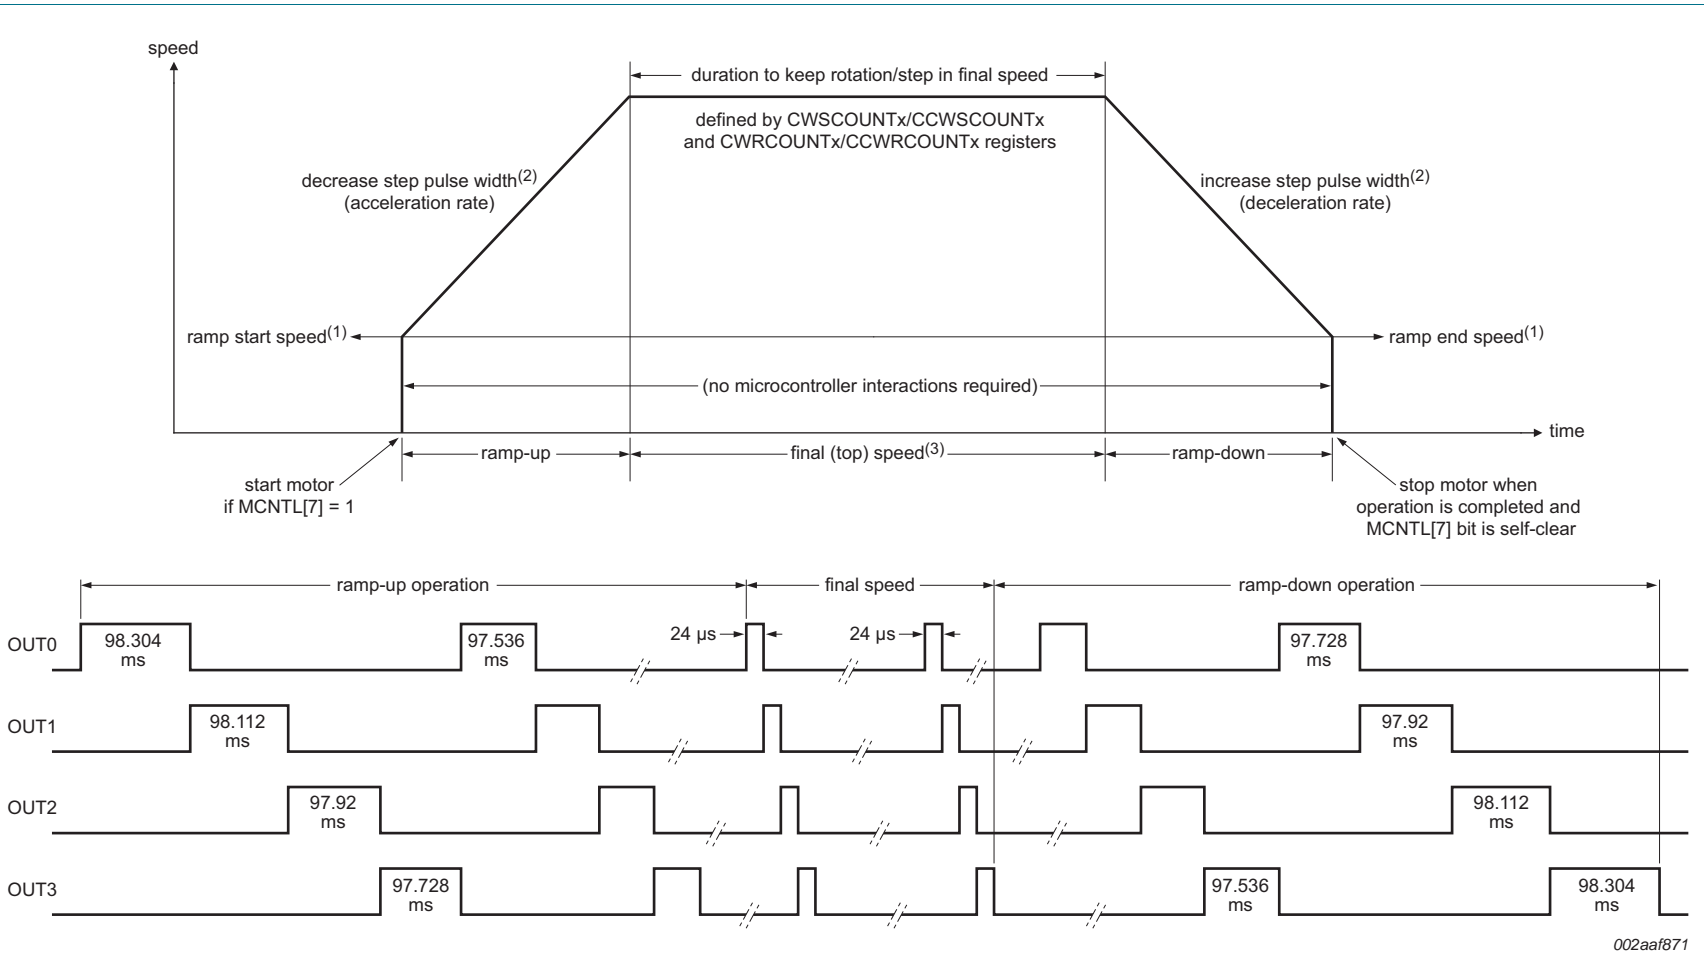 speed
duration to keep rotation/step in final speed
defined by CWSCOUNTx/CCWSCOUNTx
and CWRCOUNTx/CCWRCOUNTx registers
decrease step pulse width(2)
(acceleration rate)
increase step pulse width(2)
(deceleration rate)
ramp start speed(1)
ramp end speed(1)
(no microcontroller interactions required)
time
ramp-up
final (top) speed(3)
ramp-down
start motor
if MCNTL[7] = 1
stop motor when
operation is completed and
MCNTL[7] bit is self-clear
ramp-up operation
final speed
ramp-down operation
OUT0
98.304
ms
97.536
ms
24 µs
24 µs
97.728
ms
OUT1
98.112
ms
97.92
ms
OUT2
97.92
ms
98.112
ms
OUT3
97.728
ms
97.536
ms
98.304
ms
002aaf871